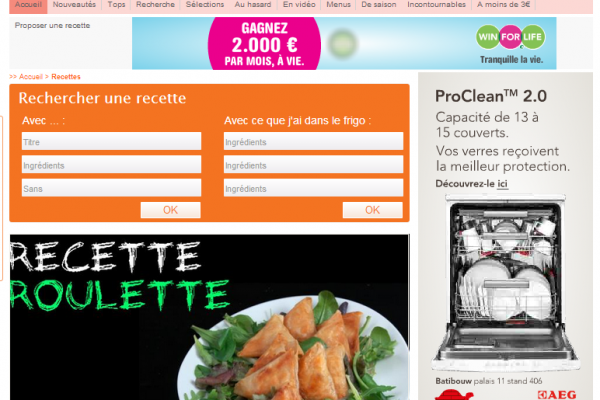 Accueil Nouveautés Tops Recherche Sélections Au hasard En vidéo Menus De saison Incontournables A moins de 3€
Proposer une recette
GAGNEZ
2.000 €
PAR MOIS, À VIE.
WIN FOR LIFE
Tranquille la vie.
>> Accueil > Recettes
Rechercher une recette
Avec ... :
Titre
Ingrédients
Sans
OK
Avec ce que j'ai dans le frigo :
Ingrédients
Ingrédients
Ingrédients
OK
RECETTE
ROULETTE
ProClean™ 2.0
Capacité de 13 à
15 couverts.
Vos verres reçoivent
la meilleur protection.
Découvrez-le ici
Batibouw palais 11 stand 406
AEG